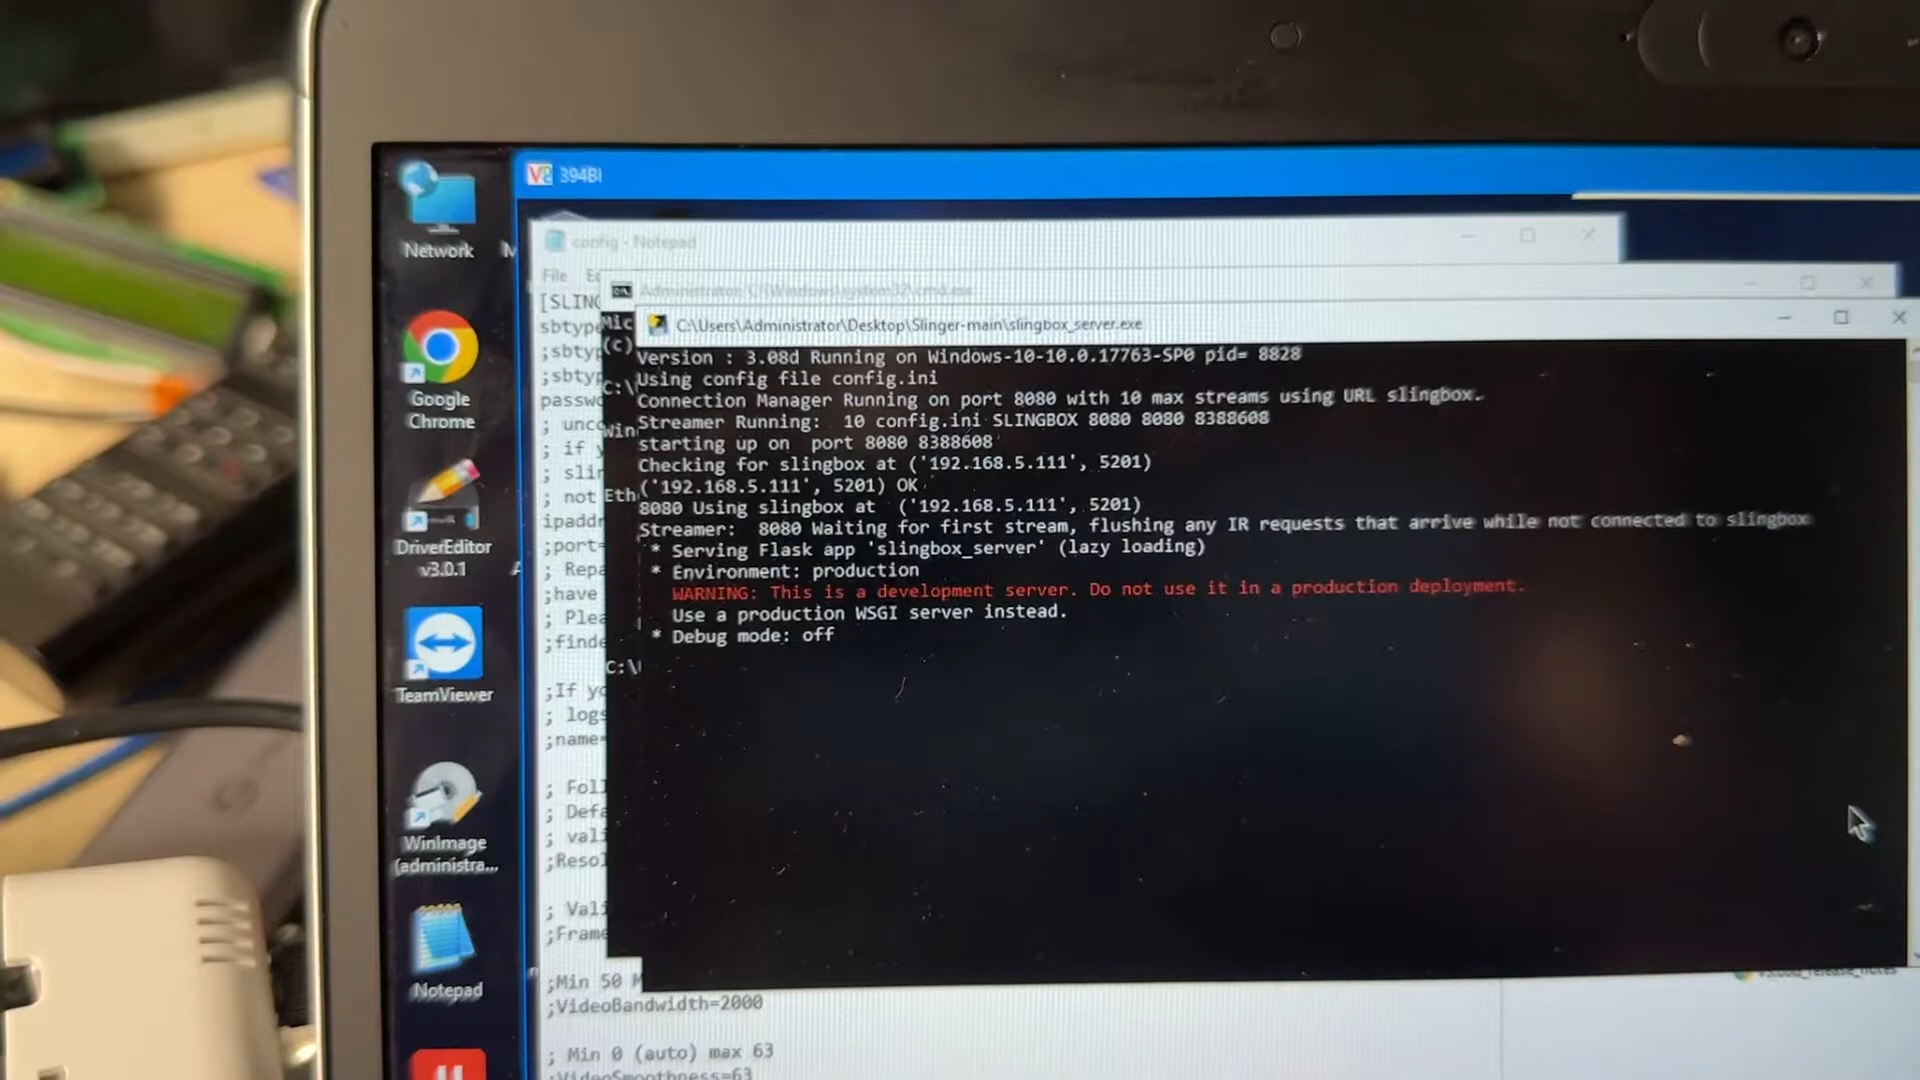 394BI
config - Notepad
File
Administrator: C:\Windows\system32\cmd.exe
C:\Users\Administrator\Desktop\Slinger-main\slingbox_server.exe
Version : 3.08d Running on Windows-10-10.0.17763-SP0 pid= 8828
Using config file config.ini
Connection Manager Running on port 8080 with 10 max streams using URL slingbox.
Streamer Running:  10 config.ini SLINGBOX 8080 8080 8388608
starting up on  port 8080 8388608
Checking for slingbox at ('192.168.5.111', 5201)
('192.168.5.111', 5201) OK
8080 Using slingbox at  ('192.168.5.111', 5201)
Streamer:  8080 Waiting for first stream, flushing any IR requests that arrive while not connected to slingbox
* Serving Flask app 'slingbox_server' (lazy loading)
* Environment: production
WARNING: This is a development server. Do not use it in a production deployment.
Use a production WSGI server instead.
* Debug mode: off
Mic
(c)
C:\
Win
Eth
C:\
[SLING
sbtype
;sbty
;sbty
passw
; unco
; if
; slin
; not
ipaddr
;port=
; Repa
;have
; Plea
;finde
;If yo
; logs
;name=
; Foll
; Defa
; vali
;Resol
; Vali
;Frame
;Min 50 M
;VideoBandwidth=2000
; Min 0 (auto) max 63
;VideoSmoothness=63
Network
Google
Chrome
DriverEditor
v3.0.1
TeamViewer
WinImage
(administra...
Notepad